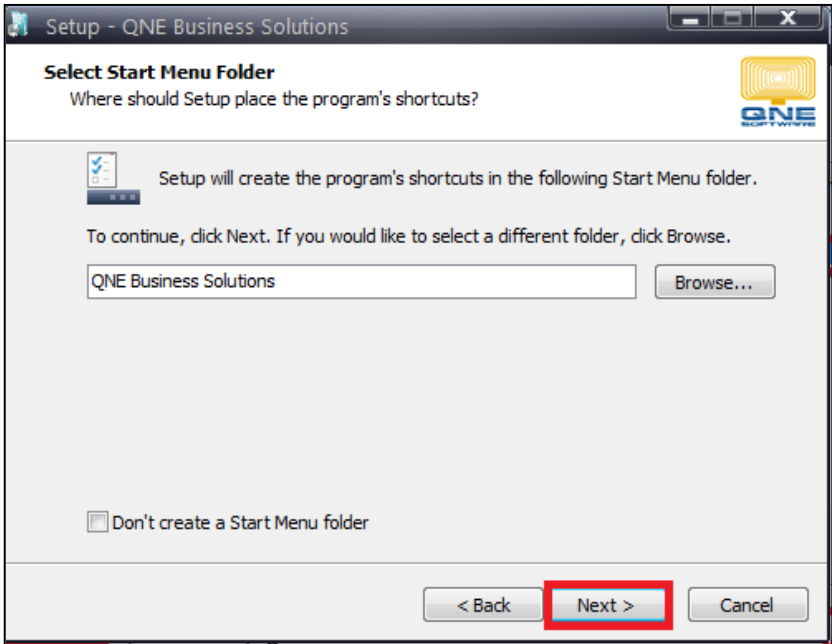 Setup - QNE Business Solutions
Select Start Menu Folder
Where should Setup place the program's shortcuts?
QNE
SOFTWARE
Setup will create the program's shortcuts in the following Start Menu folder.
To continue, click Next. If you would like to select a different folder, click Browse.
QNE Business Solutions
Browse...
Don't create a Start Menu folder
< Back
Next >
Cancel